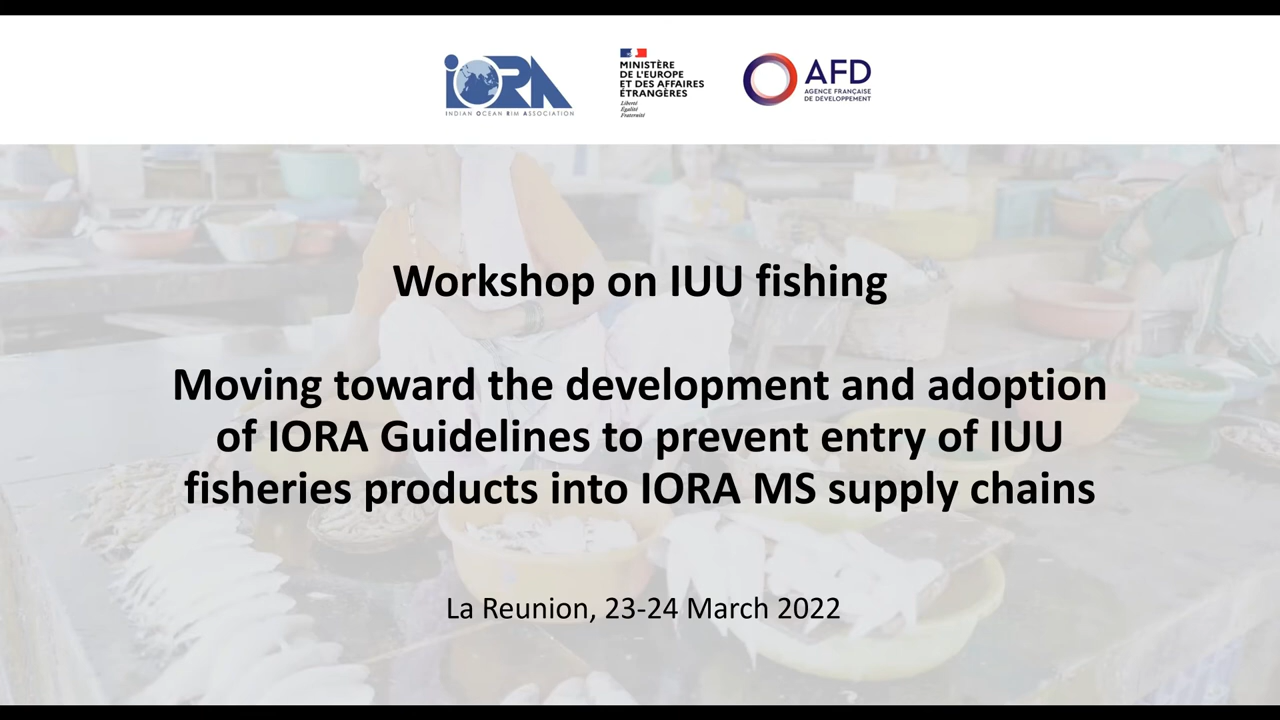 iORA
INDIAN OCEAN RIM ASSOCIATION
MINISTÈRE
DE L'EUROPE
ET DES AFFAIRES
ÉTRANGÈRES
Liberté
Égalité
Fraternité
AFD
AGENCE FRANÇAISE
DE DÉVELOPPEMENT
Workshop on IUU fishing
Moving toward the development and adoption
of IORA Guidelines to prevent entry of IUU
fisheries products into IORA MS supply chains
La Reunion, 23-24 March 2022